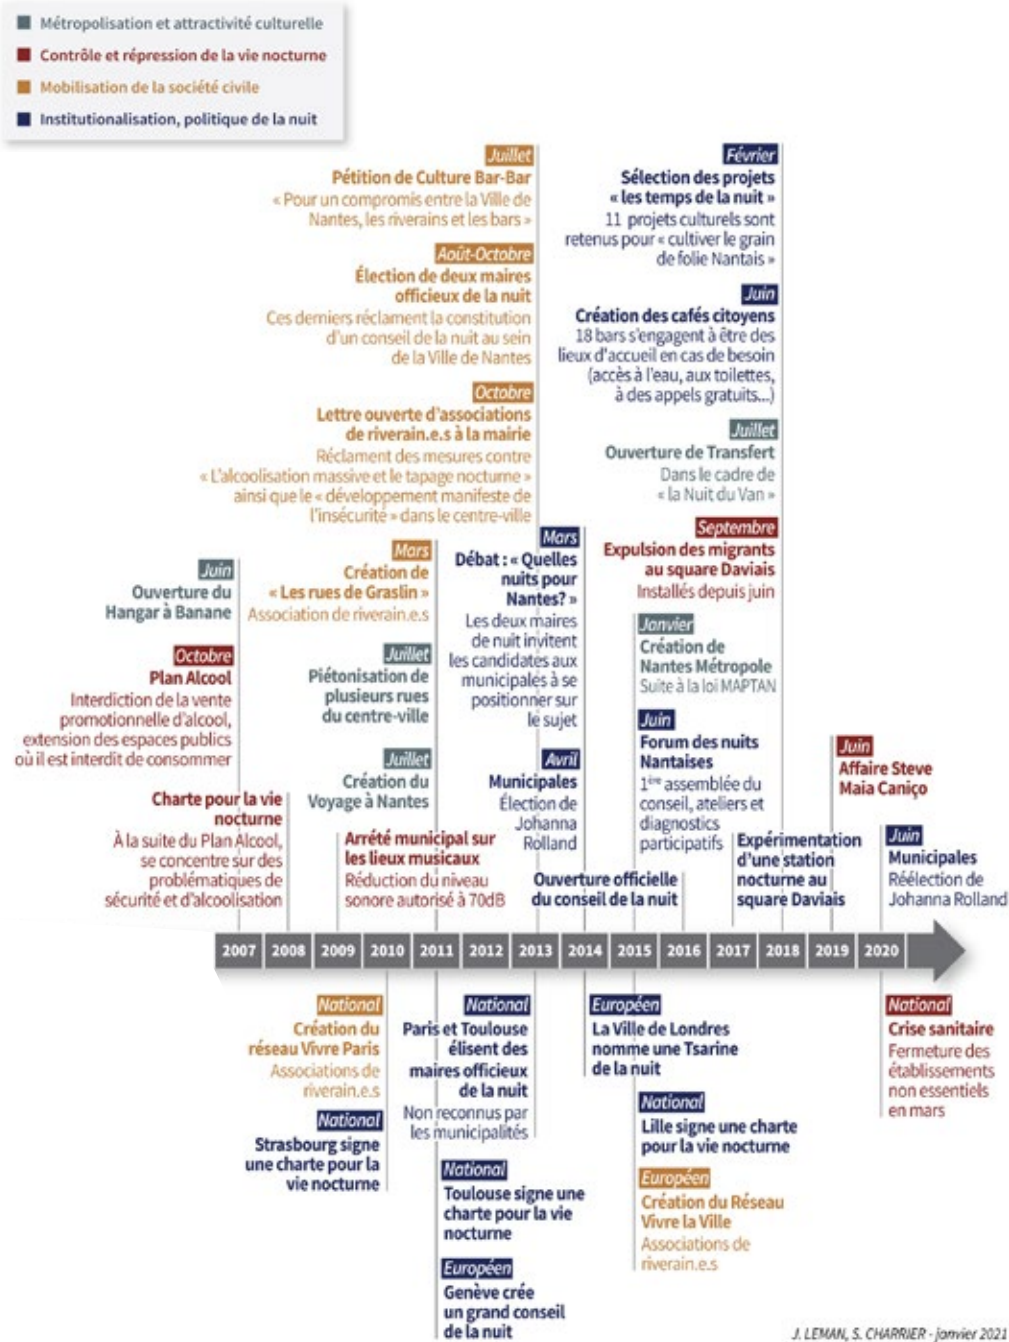 Métropolisation et attractivité culturelle
Contrôle et répression de la vie nocturne
Mobilisation de la société civile
Institutionalisation, politique de la nuit
Juillet
Pétition de Culture Bar-Bar
« Pour un compromis entre la Ville de
Nantes, les riverains et les bars »
Août-Octobre
Élection de deux maires
officieux de la nuit
Ces derniers réclament la constitution
d'un conseil de la nuit au sein
de la Ville de Nantes
Octobre
Lettre ouverte d'associations
de riverain.e.s à la mairie
Réclament des mesures contre
« L'alcoolisation massive et le tapage nocturne »
ainsi que le « développement manifeste de
l'insécurité » dans le centre-ville
Février
Sélection des projets
« les temps de la nuit »
11 projets culturels sont
retenus pour « cultiver le grain
de folie Nantais »
Juin
Création des cafés citoyens
18 bars s'engagent à être des
lieux d'accueil en cas de besoin
(accès à l'eau, aux toilettes,
à des appels gratuits...)
Juillet
Ouverture de Transfert
Dans le cadre de
« la Nuit du Van »
Septembre
Expulsion des migrants
au square Daviais
Installés depuis juin
Juin
Ouverture du
Hangar à Banane
Octobre
Plan Alcool
Interdiction de la vente
promotionnelle d'alcool,
extension des espaces publics
où il est interdit de consommer
Charte pour la vie
nocturne
À la suite du Plan Alcool,
se concentre sur des
problématiques de
sécurité et d'alcoolisation
Mars
Création de
« Les rues de Graslin »
Association de riverain.e.s
Juillet
Piétonisation de
plusieurs rues
du centre-ville
Juillet
Création du
Voyage à Nantes
Arrêté municipal sur
les lieux musicaux
Réduction du niveau
sonore autorisé à 70dB
Mars
Débat : « Quelles
nuits pour
Nantes? »
Les deux maires
de nuit invitent
les candidates aux
municipales à se
positionner sur
le sujet
Avril
Municipales
Élection de
Johanna
Rolland
Ouverture officielle
du conseil de la nuit
Janvier
Création de
Nantes Métropole
Suite à la loi MAPTAN
Juin
Forum des nuits
Nantaises
1ère assemblée du
conseil, ateliers et
diagnostics
participatifs
Expérimentation
d'une station
nocturne au
square Daviais
Juin
Affaire Steve
Maia Caniço
Juin
Municipales
Réélection de
Johanna Rolland
2007 2008 2009 2010 2011 2012 2013 2014 2015 2016 2017 2018 2019 2020
National
Création du
réseau Vivre Paris
Associations de
riverain.e.s
National
Strasbourg signe
une charte pour la
vie nocturne
National
Paris et Toulouse
élisent des
maires officieux
de la nuit
Non reconnus par
les municipalités
National
Toulouse signe une
charte pour la vie
nocturne
Européen
Genève crée
un grand conseil
de la nuit
Européen
La Ville de Londres
nomme une Tsarine
de la nuit
National
Lille signe une charte
pour la vie nocturne
Européen
Création du Réseau
Vivre la Ville
Associations de
riverain.e.s
National
Crise sanitaire
Fermeture des
établissements
non essentiels
en mars
J. LEMAN, S. CHARRIER - janvier 2021